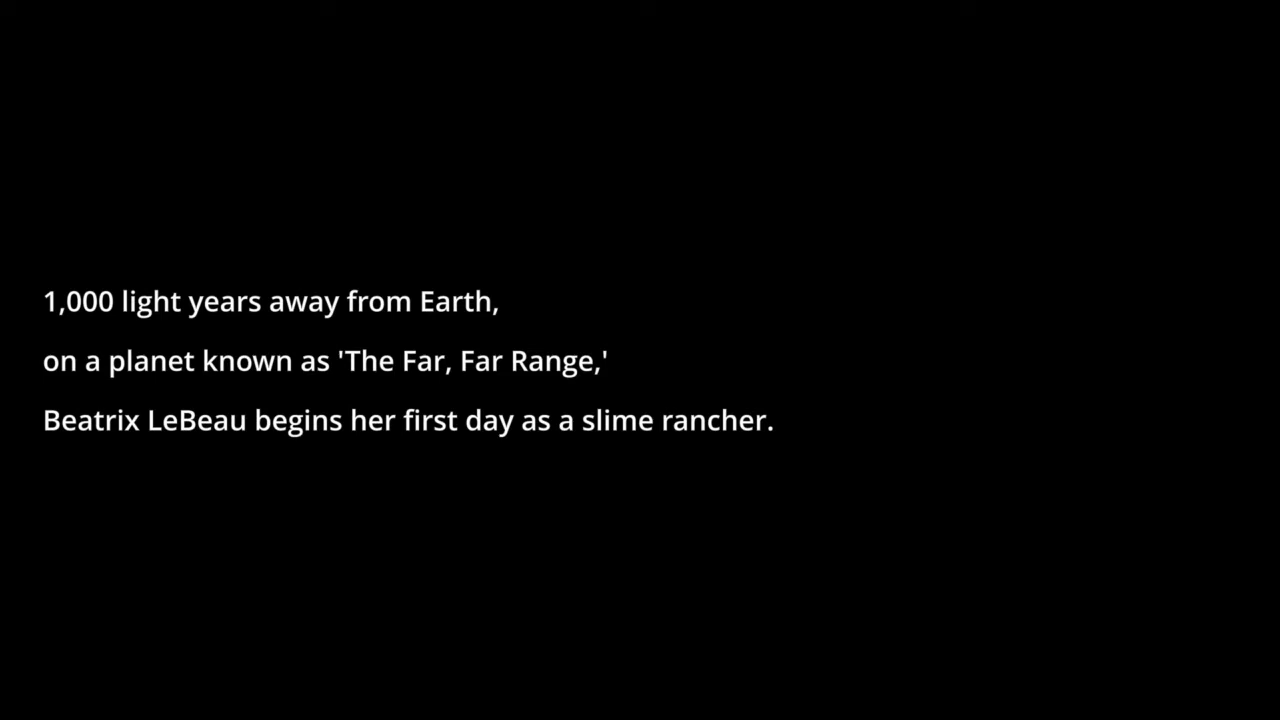 1,000 light years away from Earth,
on a planet known as 'The Far, Far Range,'
Beatrix LeBeau begins her first day as a slime rancher.